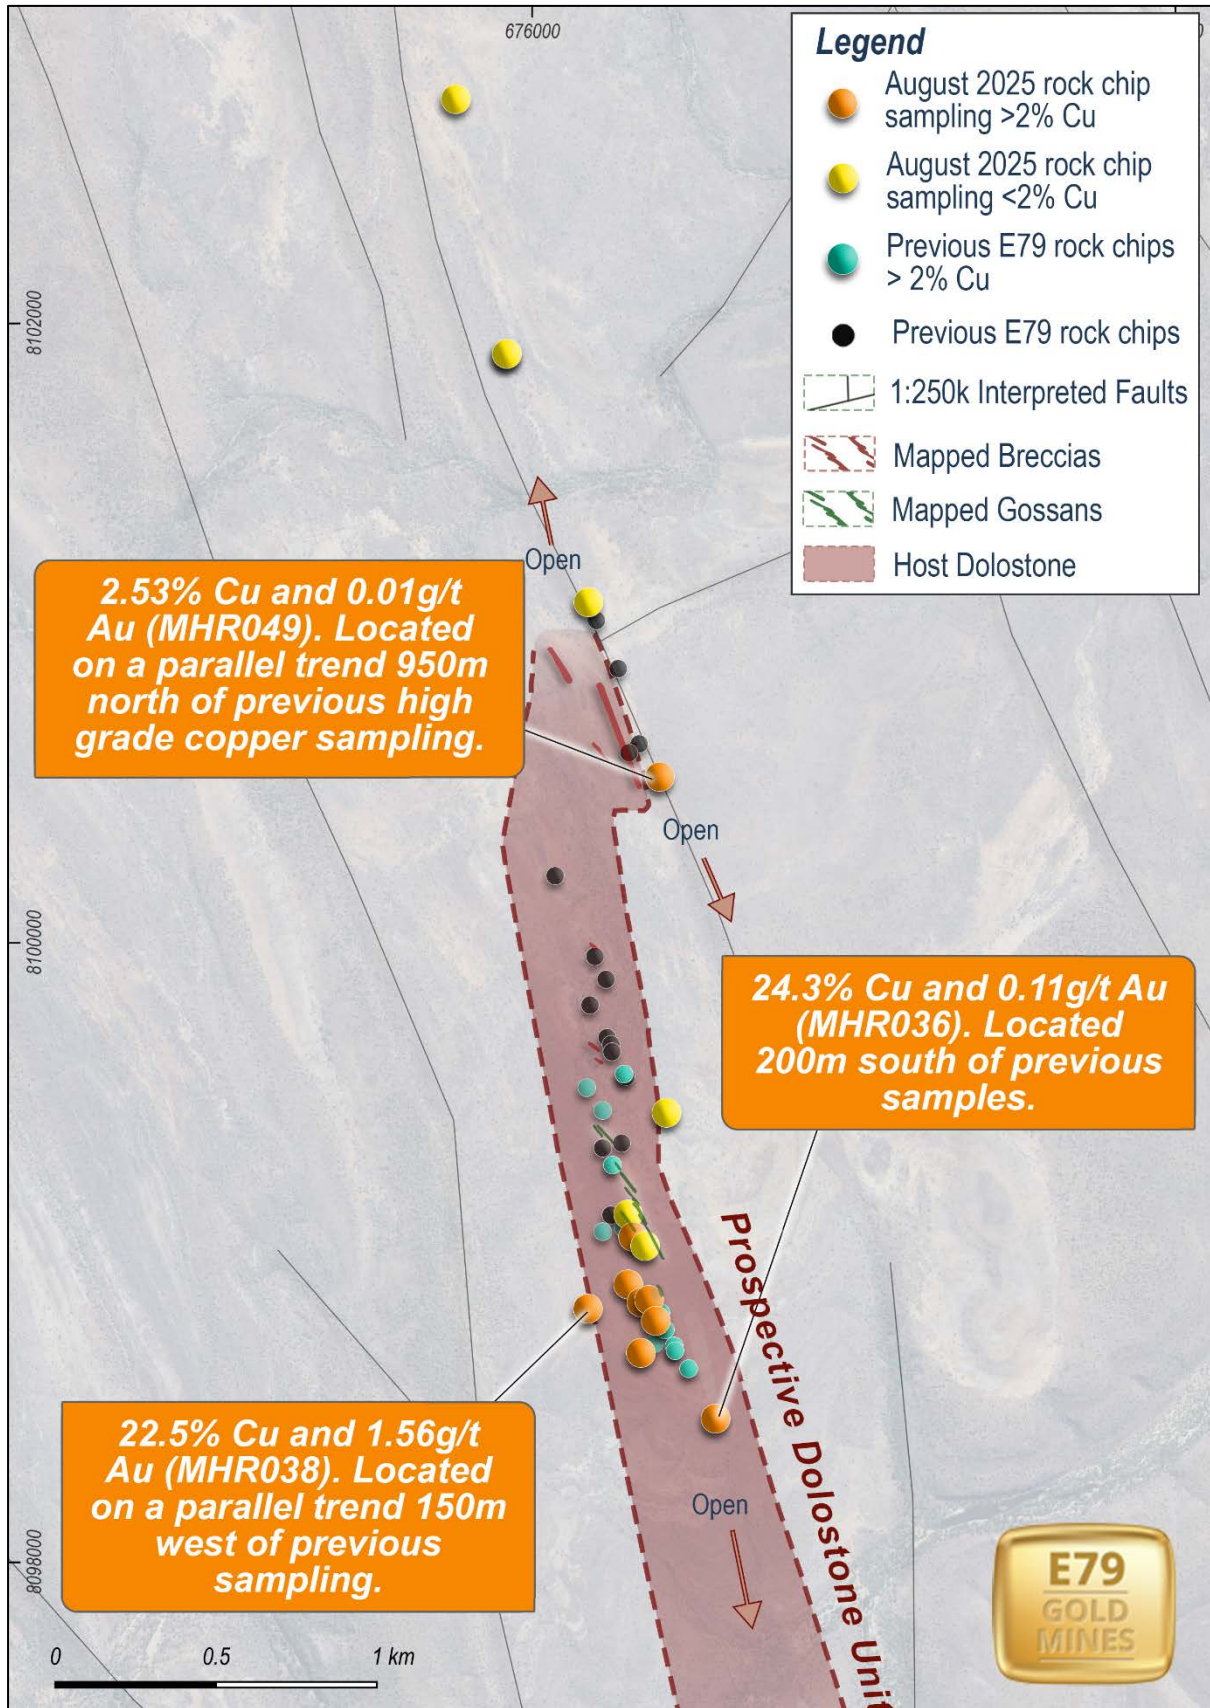 676000
Legend
August 2025 rock chip
sampling >2% Cu
August 2025 rock chip
sampling <2% Cu
Previous E79 rock chips
> 2% Cu
Previous E79 rock chips
1:250k Interpreted Faults
Mapped Breccias
Mapped Gossans
Host Dolostone
8102000
Open
2.53% Cu and 0.01g/t
Au (MHR049). Located
on a parallel trend 950m
north of previous high
grade copper sampling.
Open
8100000
24.3% Cu and 0.11g/t Au
(MHR036). Located
200m south of previous
samples.
Prospective Dolostone Unit
22.5% Cu and 1.56g/t
Au (MHR038). Located
on a parallel trend 150m
west of previous
sampling.
Open
8098000
E79
GOLD
MINES
0 0.5 1 km